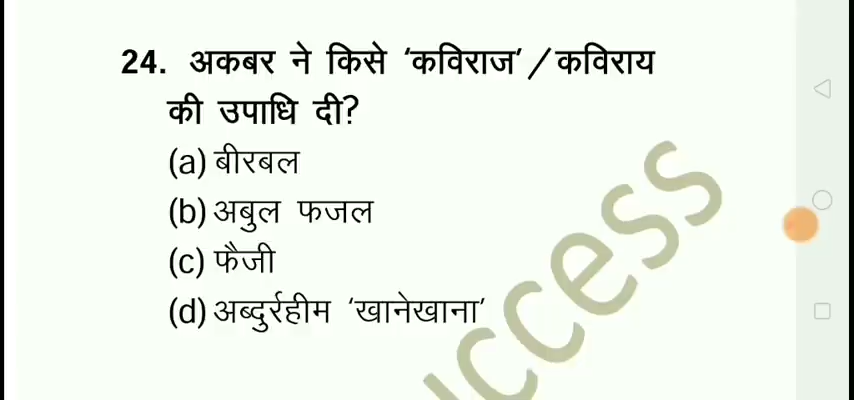 24. अकबर ने किसे ‘कविराज’/कविराय
की उपाधि दी?
(a) बीरबल
(b) अबुल फजल
(c) फैजी
(d) अब्दुर्रहीम ‘खानेखाना’
ccess